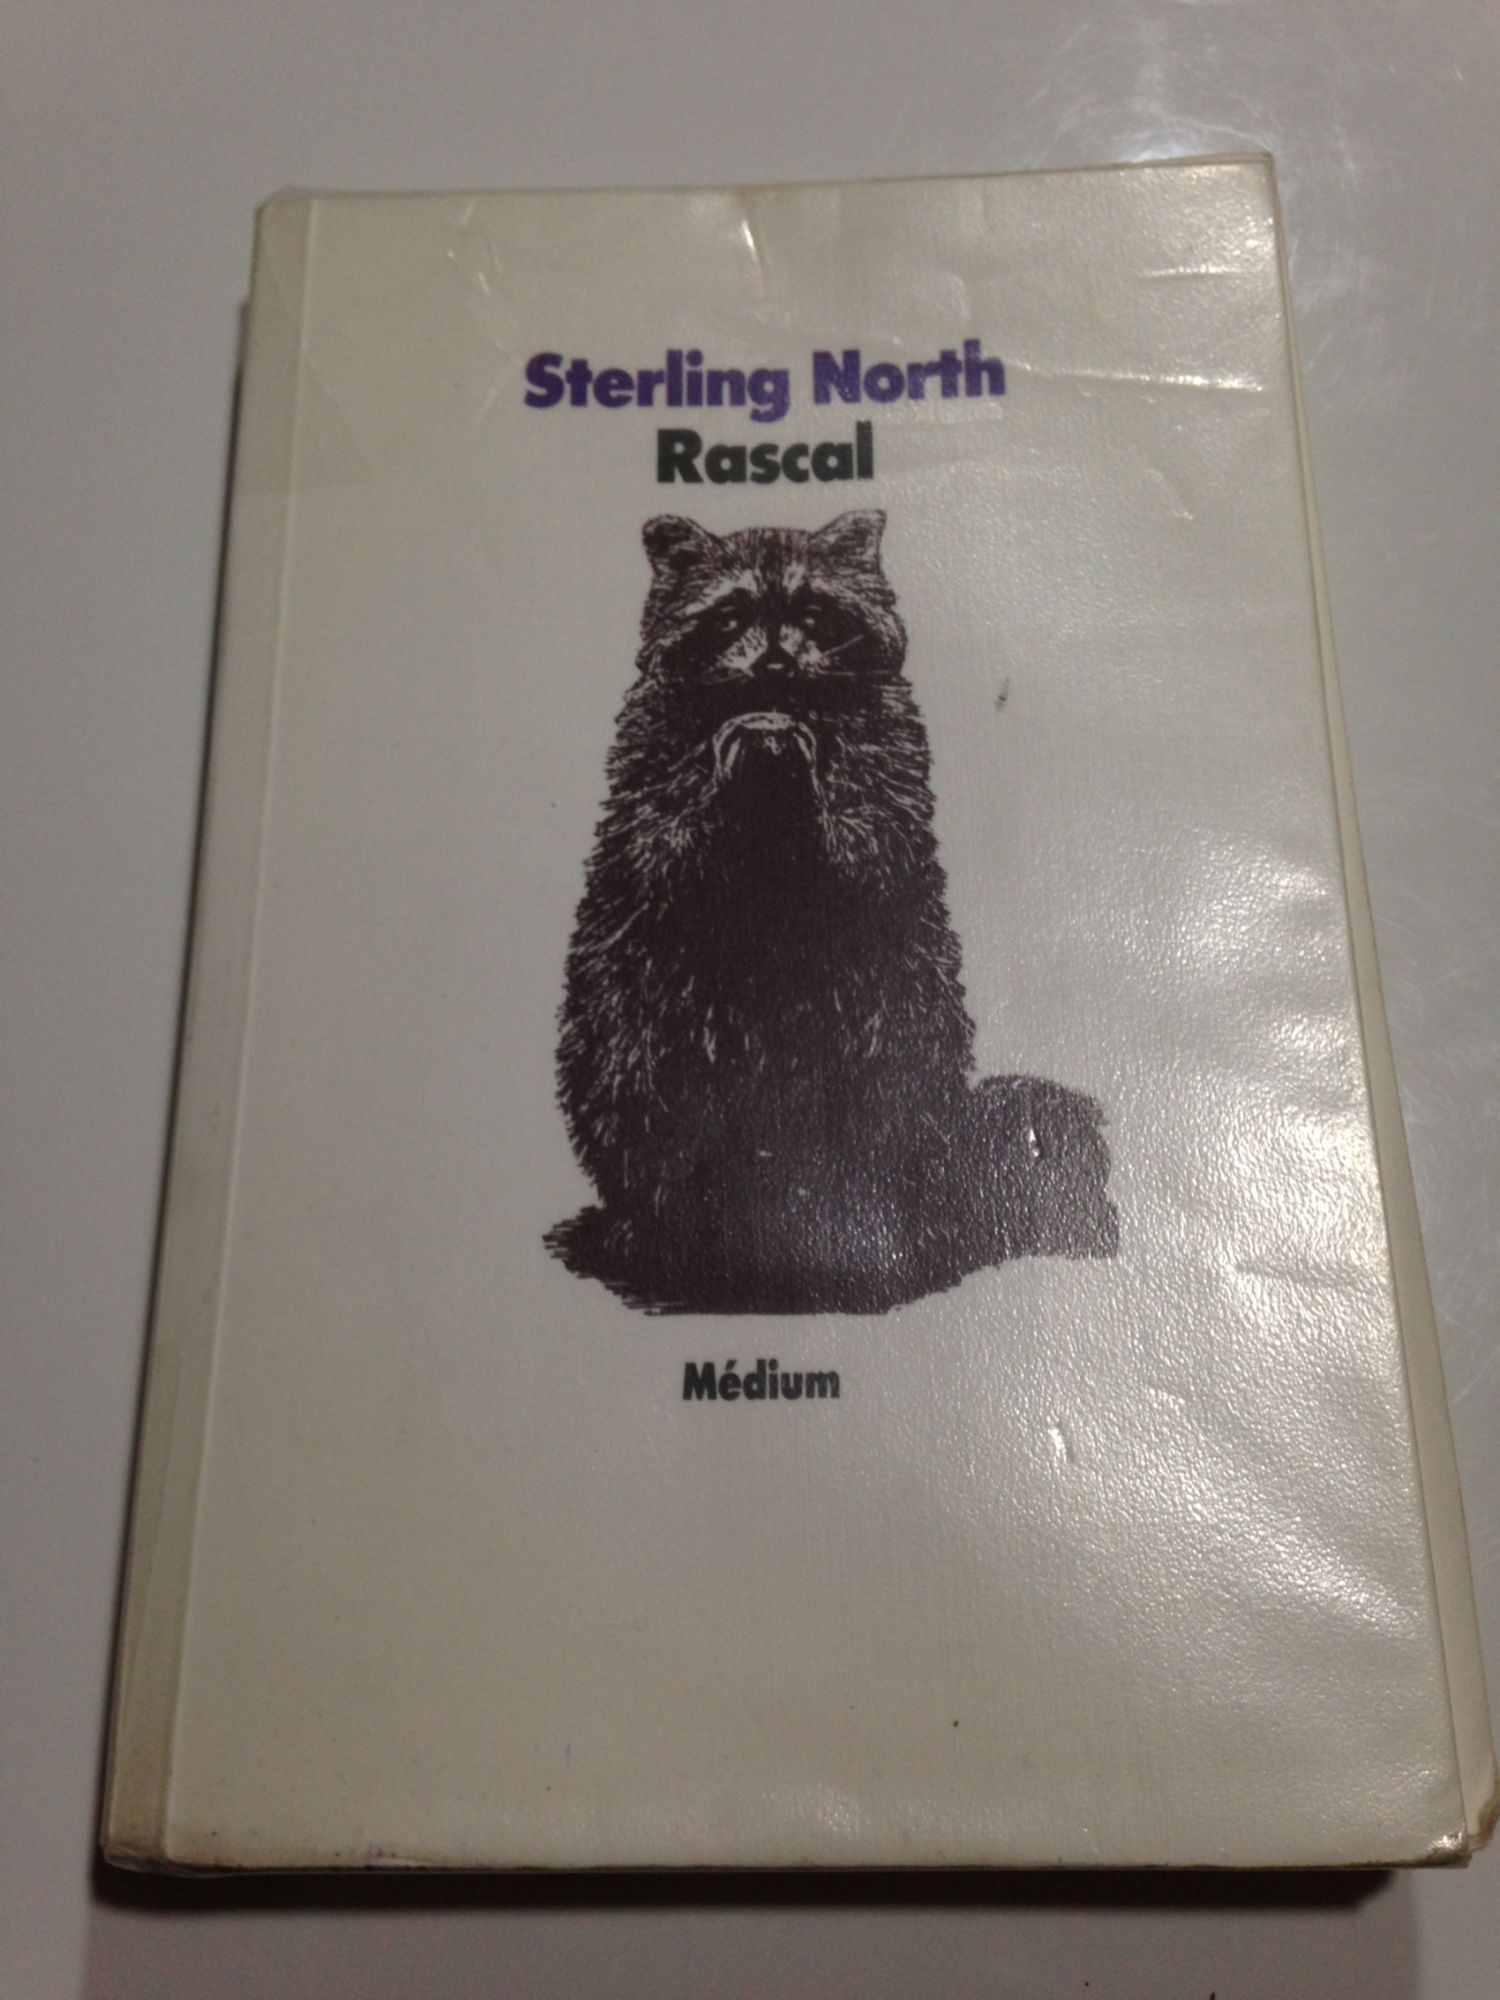 Sterling North
Rascal
Médium